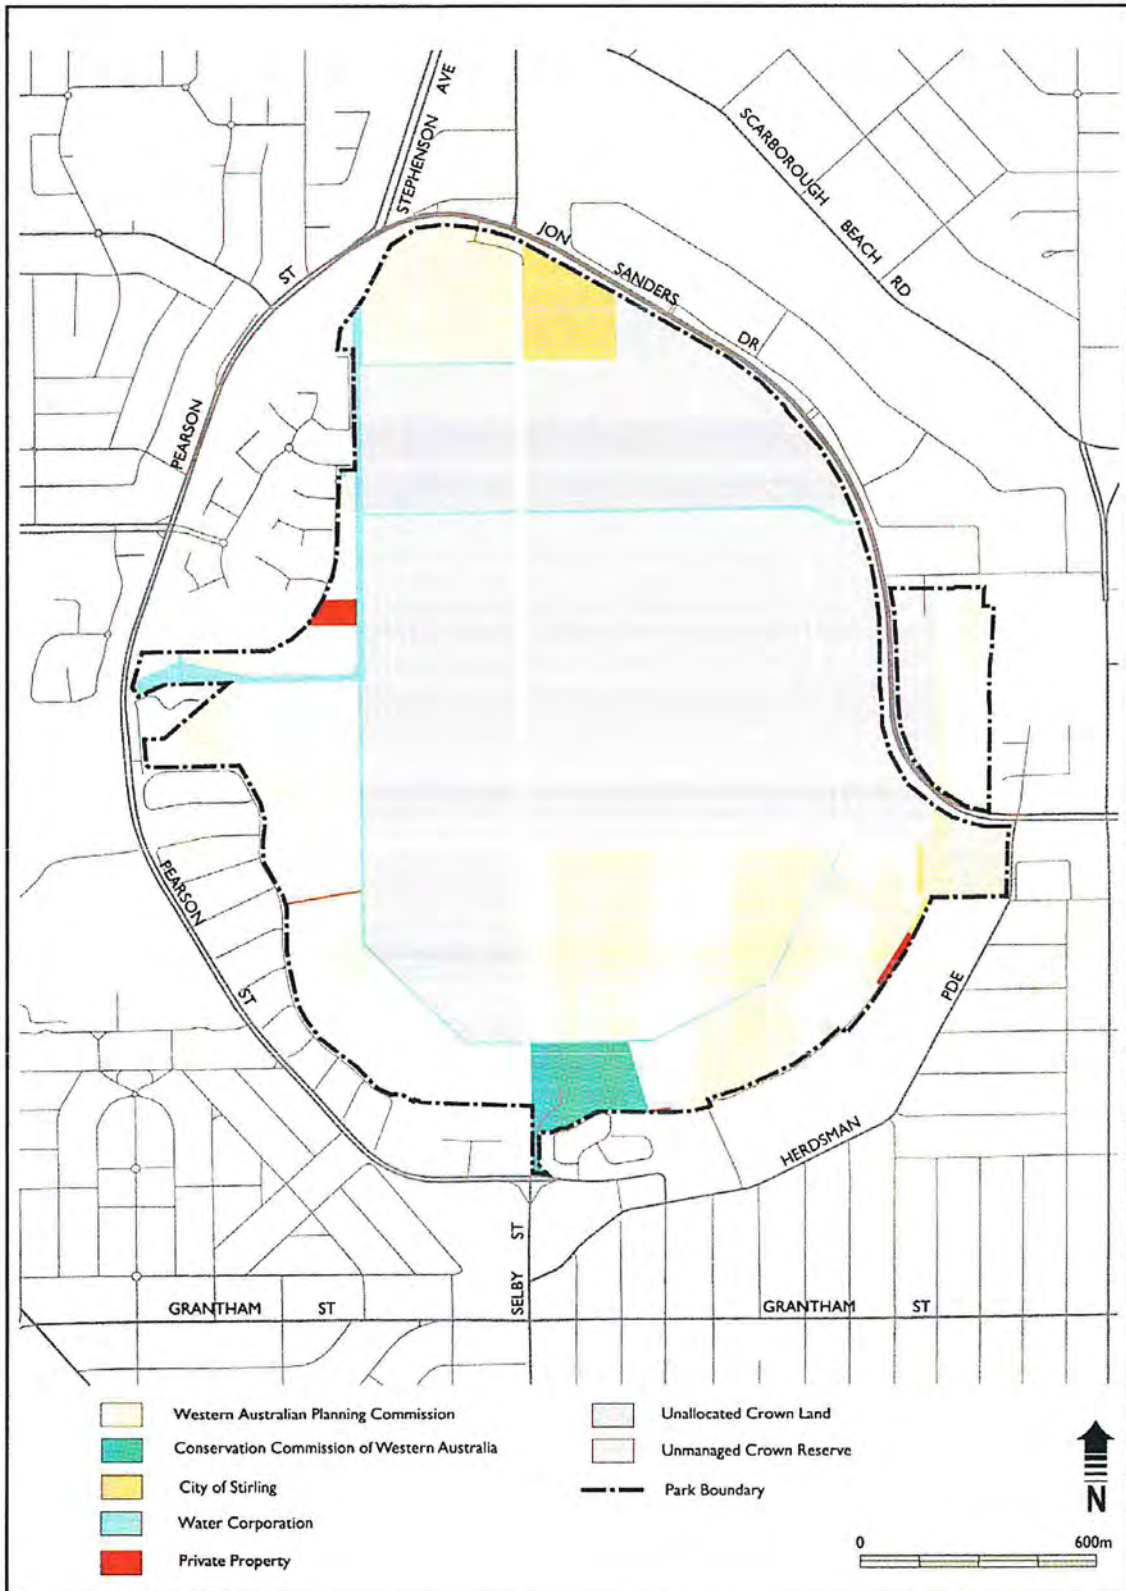 STEPHENSON AVE
SCARBOROUGH BEACH RD
JON SANDERS DR
PEARSON ST
PEARSON ST
HERDSMAN PDE
SELBY ST
GRANTHAM ST
GRANTHAM ST
Western Australian Planning Commission
Conservation Commission of Western Australia
City of Stirling
Water Corporation
Private Property
Unallocated Crown Land
Unmanaged Crown Reserve
Park Boundary
N
0 600m